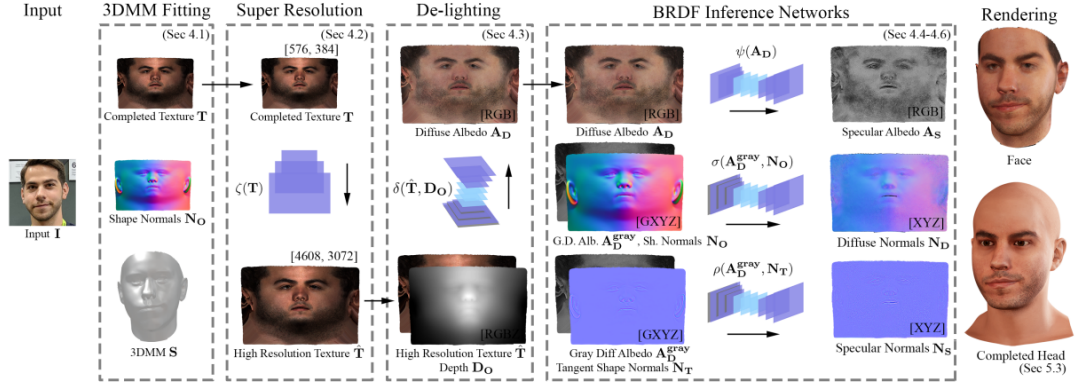 Input
3DMM Fitting
Super Resolution
De-lighting
BRDF Inference Networks
Rendering
(Sec 4.1)
(Sec 4.2)
(Sec 4.3)
(Sec 4.4-4.6)
[576, 384]
ψ(A_D)
[RGB]
[RGB]
[RGB]
Completed Texture T
Completed Texture T
Diffuse Albedo A_D
Diffuse Albedo A_D
Specular Albedo A_S
Face
ζ(T)
δ(T̂, D_O)
σ(A_D^gray, N_O)
[GXYZ]
[XYZ]
Shape Normals N_O
Input I
G.D. Alb. A_D^gray, Sh. Normals N_O
Diffuse Normals N_D
[4608, 3072]
ρ(A_D^gray, N_T)
[GXYZ]
[XYZ]
3DMM S
High Resolution Texture T̂
High Resolution Texture T̂
Depth D_O
Gray Diff Albedo A_D^gray
Tangent Shape Normals N_T
Specular Normals N_S
Completed Head
(Sec 5.3)